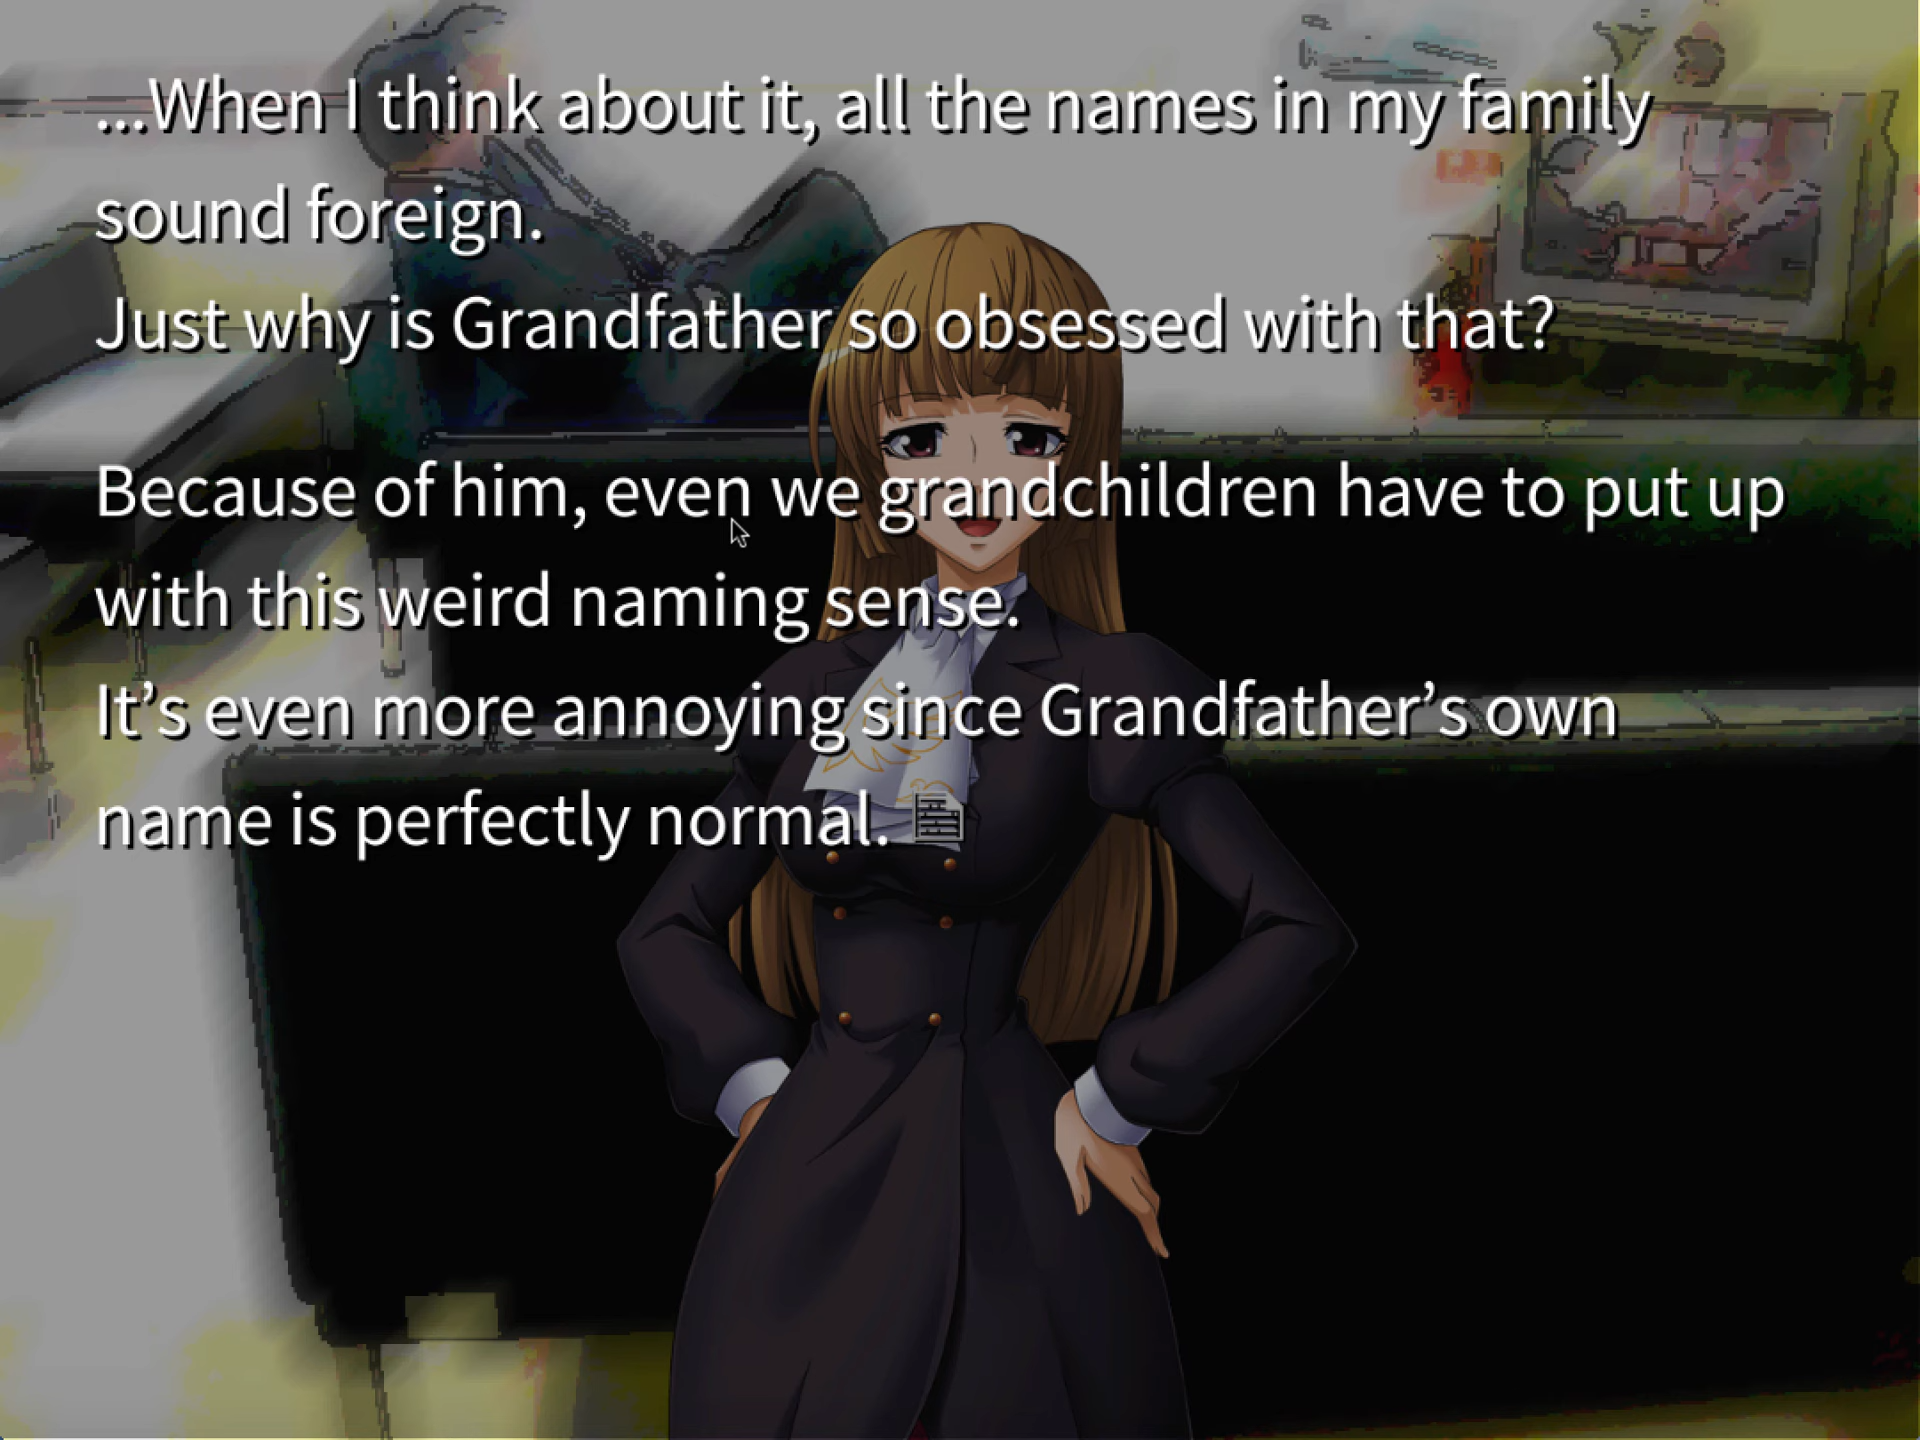 ...When I think about it, all the names in my family
sound foreign.
Just why is Grandfather so obsessed with that?
Because of him, even we grandchildren have to put up
with this weird naming sense.
It’s even more annoying since Grandfather’s own
name is perfectly normal.